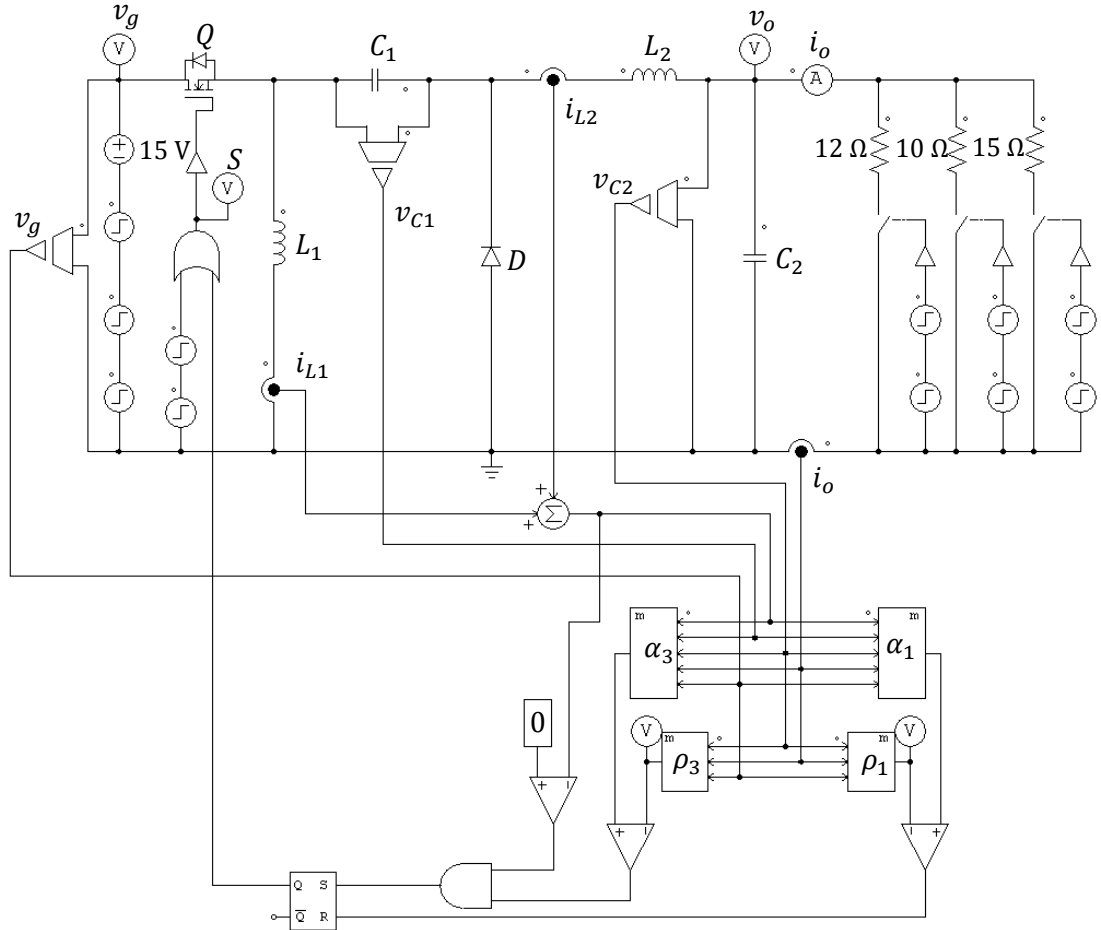 v_g
Q
C_1
L_2
v_o
i_o
V
V
A
15 V
S
V
i_{L2}
12 Ω
10 Ω
15 Ω
v_g
v_{C1}
v_{C2}
L_1
D
C_2
i_{L1}
+
+
Σ
i_o
m
α_3
m
α_1
0
V
m
ρ_3
m
ρ_1
V
+ −
+ −
− +
Q S
Q̅ R